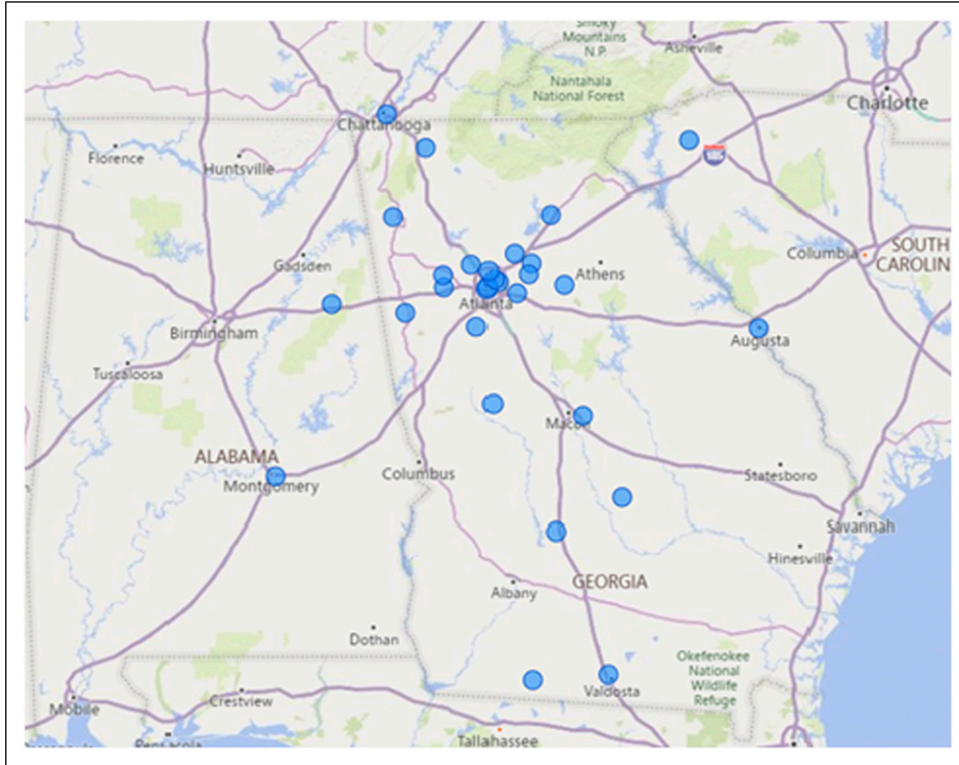 Smoky
Mountains
N.P.
Asheville
Nantahala
National Forest
Charlotte
Chattanooga
Florence
Huntsville
Columbia
SOUTH
CAROLIN
Gadsden
Athens
Atlanta
Birmingham
Augusta
Tuscaloosa
Macon
ALABAMA
Montgomery
Columbus
Statesboro
Savannah
Hinesville
GEORGIA
Albany
Dothan
Okefenokee
National
Wildlife
Refuge
Valdosta
Crestview
Mobile
Pensacola
Tallahassee